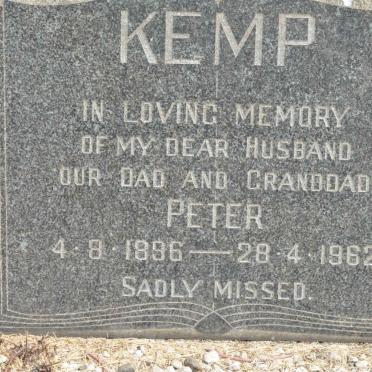 KEMP
IN LOVING MEMORY
OF MY DEAR HUSBAND
OUR DAD AND GRANDDAD
PETER
4·9·1896 — 28·4·1962
SADLY MISSED.